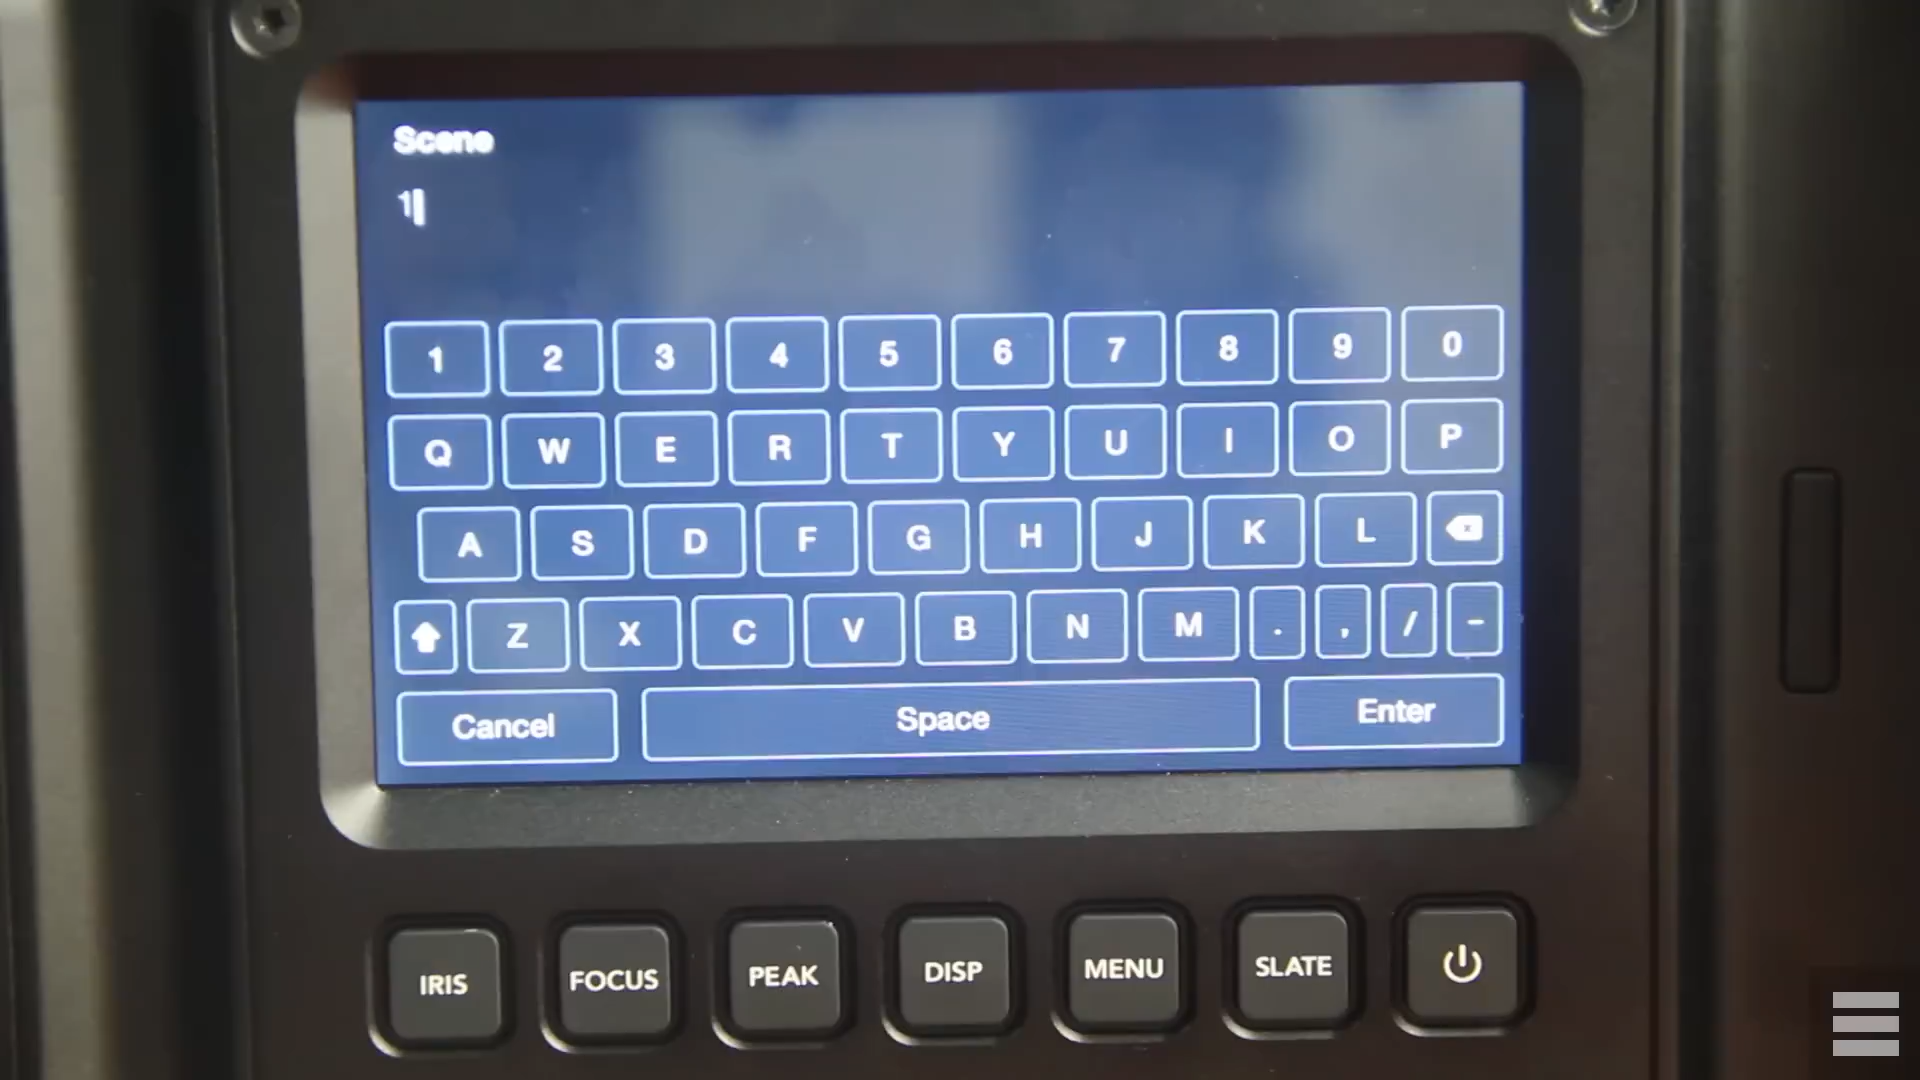 Scene
1
1 2 3 4 5 6 7 8 9 0
Q W E R T Y U I O P
A S D F G H J K L
Z X C V B N M . , / -
Cancel Space Enter
IRIS FOCUS PEAK DISP MENU SLATE